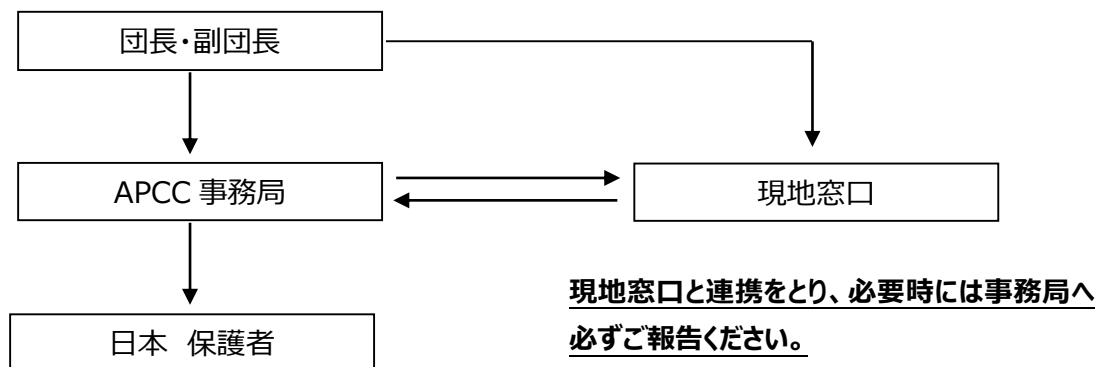 団長・副団長
APCC 事務局
現地窓口
現地窓口と連携をとり、必要時には事務局へ
必ずご報告ください。
日本 保護者